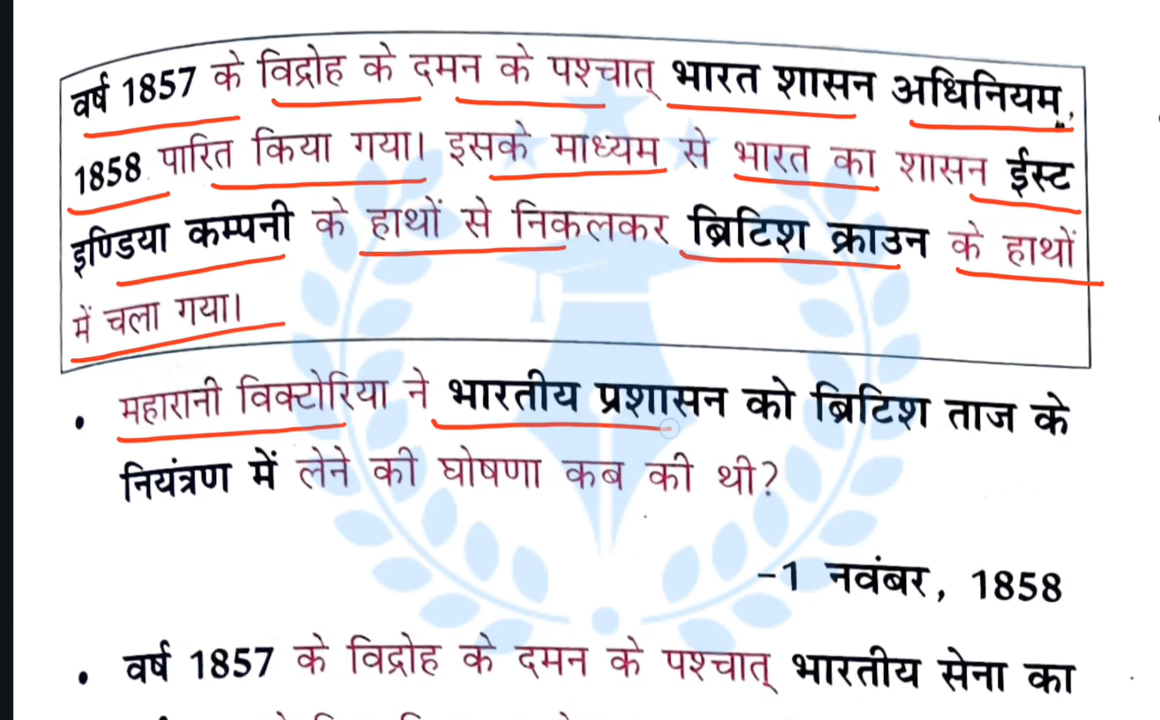 वर्ष 1857 के विद्रोह के दमन के पश्चात् भारत शासन अधिनियम,
1858 पारित किया गया। इसके माध्यम से भारत का शासन ईस्ट
इण्डिया कम्पनी के हाथों से निकलकर ब्रिटिश क्राउन के हाथों
में चला गया।
• महारानी विक्टोरिया ने भारतीय प्रशासन को ब्रिटिश ताज के
नियंत्रण में लेने की घोषणा कब की थी?
–1 नवंबर, 1858
• वर्ष 1857 के विद्रोह के दमन के पश्चात् भारतीय सेना का